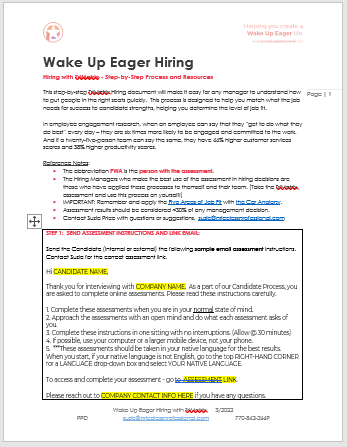 Helping you create a
Wake Up Eager life
Wake Up Eager Hiring
Hiring with TriMetrix - Step-by-Step Process and Resources
This step-by-step TriMetrix Hiring document will make it easy for any manager to understand how
to put people in the right seats quickly. This process is designed to help you match what the job
needs for success to candidate strengths, helping you determine the level of job fit.
Page | 1
In employee engagement research, when an employee can say that they "get to do what they
do best" every day – they are six times more likely to be engaged and committed to the work.
And if a twenty-five-person team can say the same, they have 66% higher customer services
scores and 38% higher productivity scores.
Reference Notes:
• The abbreviation PWA is the person with the assessment.
• The Hiring Managers who make the best use of the assessment in hiring decisions are
those who have applied these processes to themself and their team. (Take the
assessment and use this process on yourself!)
• IMPORTANT: Remember and apply the Five Areas of Job Fit with the Car Analogy.
• Assessment results should be considered <30% of any management decision.
• Contact Suzie Price with questions or suggestions. suzie@pricelessprofessional.com
STEP 1: SEND ASSESSMENT INSTRUCTIONS AND LINK EMAIL:
Send the Candidate (internal or external) the following sample email assessment instructions.
Contact Suzie for the correct assessment link.
Hi CANDIDATE NAME,
Thank you for interviewing with COMPANY NAME. As a part of our Candidate Process, you
are asked to complete online assessments. Please read these instructions carefully.
1. Complete these assessments when you are in your normal state of mind.
2. Approach the assessments with an open mind and do what each assessment asks of
you.
3. Complete these instructions in one sitting with no interruptions. (Allow @ 30 minutes)
4. If possible, use your computer or a larger mobile device, not your phone.
5. ***These assessments should be taken in your native language for the best results.
When you start, if your native language is not English, go to the top RIGHT-HAND CORNER
for a LANGUAGE drop-down box and select YOUR NATIVE LANGUAGE.
To access and complete your assessment - go to ASSESSMENT LINK.
Please reach out to COMPANY CONTACT INFO HERE if you have any questions.
Wake Up Eager Hiring with 3/2022
PPD suzie@pricelessprofessional.com 770-863-3669